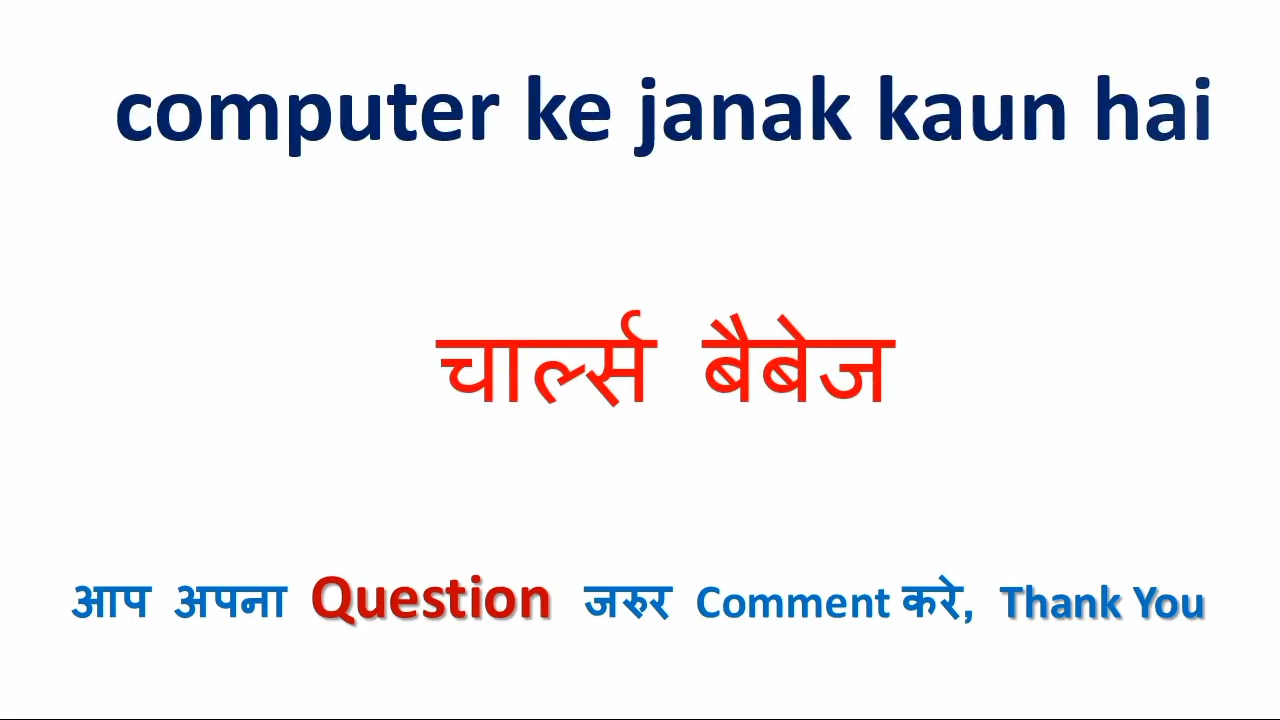 computer ke janak kaun hai
चार्ल्स बैबेज
आप अपना Question जरुर Comment करे, Thank You